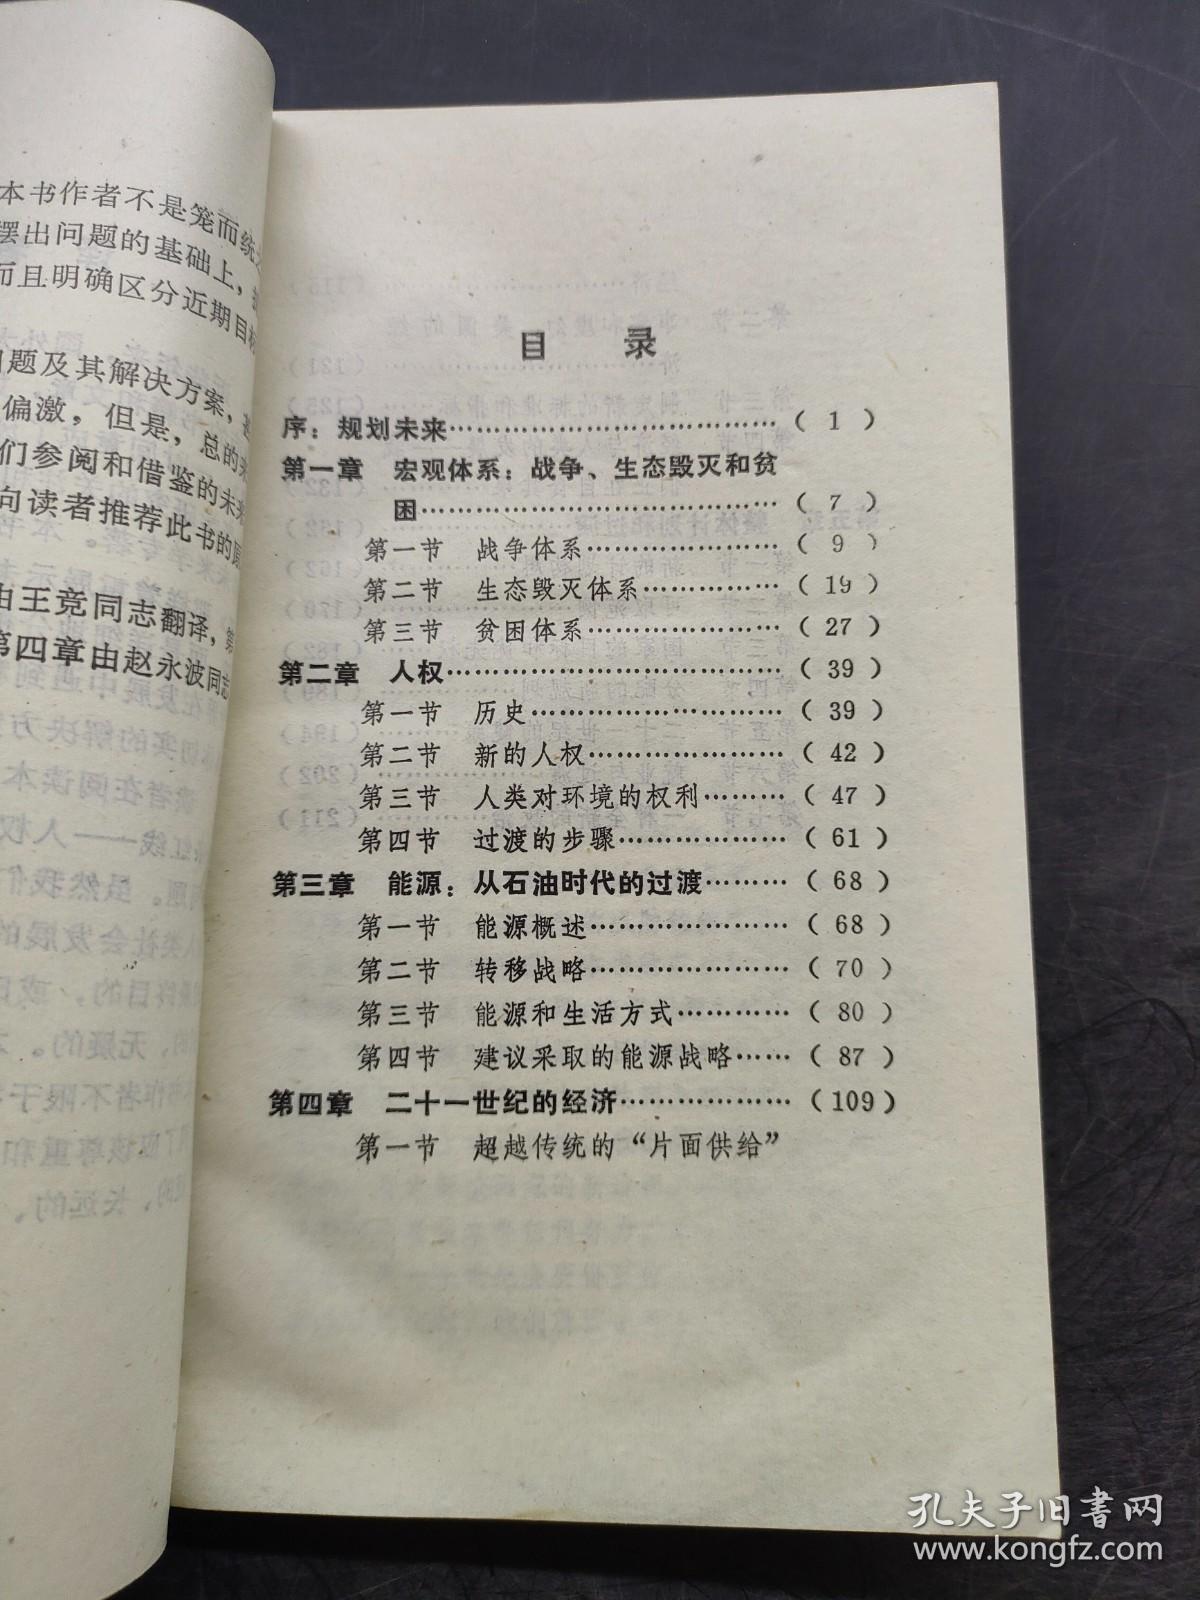 本书作者不是笼而统之
摆出问题的基础上，
而且明确区分近期目标
问题及其解决方案，
偏激，但是，总的来
们参阅和借鉴的未来
向读者推荐此书的原
由王竞同志翻译，第
第四章由赵永波同志
目 录
序：规划未来……………………………（ 1 ）
第一章 宏观体系：战争、生态毁灭和贫
困……………………………（ 7 ）
第一节 战争体系…………………（ 9 ）
第二节 生态毁灭体系……………（ 19 ）
第三节 贫困体系…………………（ 27 ）
第二章 人权……………………………（ 39 ）
第一节 历史………………………（ 39 ）
第二节 新的人权…………………（ 42 ）
第三节 人类对环境的权利………（ 47 ）
第四节 过渡的步骤………………（ 61 ）
第三章 能源：从石油时代的过渡………（ 68 ）
第一节 能源概述…………………（ 68 ）
第二节 转移战略…………………（ 70 ）
第三节 能源和生活方式…………（ 80 ）
第四节 建议采取的能源战略……（ 87 ）
第四章 二十一世纪的经济………………（109）
第一节 超越传统的“片面供给”
孔夫子旧书网
www.kongfz.com